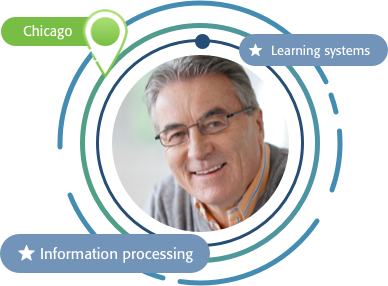 Chicago
Learning systems
Information processing